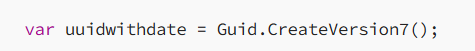 var uuidwithdate = Guid.CreateVersion7();